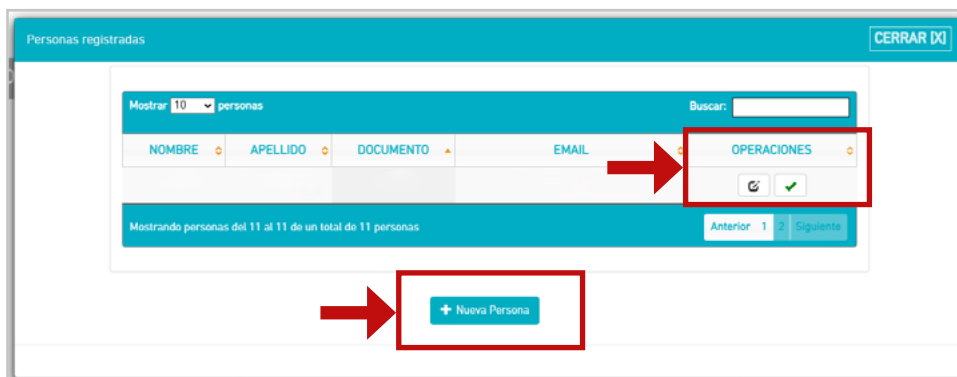 Personas registradas CERRAR [X]
Mostrar 10 personas Buscar:
NOMBRE APELLIDO DOCUMENTO EMAIL OPERACIONES
Mostrando personas del 11 al 11 de un total de 11 personas Anterior 1 2 Siguiente
+ Nueva Persona